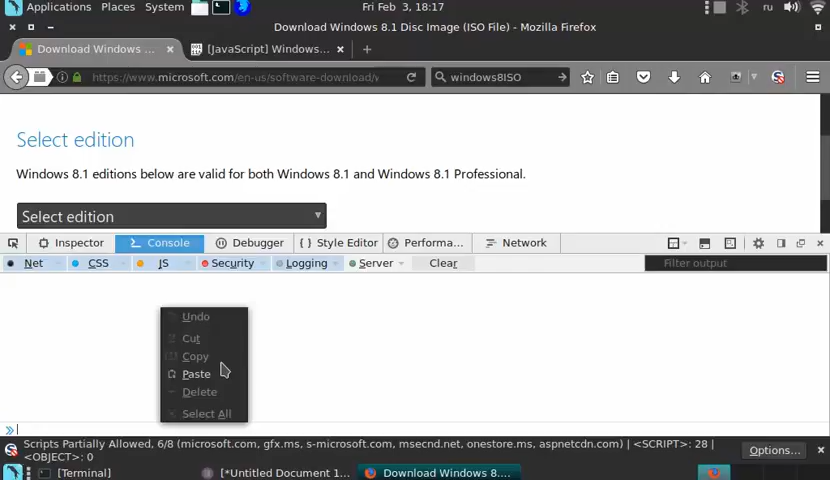 Applications Places System Fri Feb 3, 18:17 ru
Download Windows 8.1 Disc Image (ISO File) - Mozilla Firefox
Download Windows ... × [JavaScript] Windows... × +
https://www.microsoft.com/en-us/software-download/w windows8ISO
Select edition
Windows 8.1 editions below are valid for both Windows 8.1 and Windows 8.1 Professional.
Select edition
Inspector Console Debugger Style Editor Performa... Network
Net CSS JS Security Logging Server Clear Filter output
Undo
Cut
Copy
Paste
Delete
Select All
»
Scripts Partially Allowed, 6/8 (microsoft.com, gfx.ms, s-microsoft.com, msecnd.net, onestore.ms, aspnetcdn.com) | <SCRIPT>: 28 | Options...
<OBJECT>: 0
[Terminal] [*Untitled Document 1... Download Windows 8....